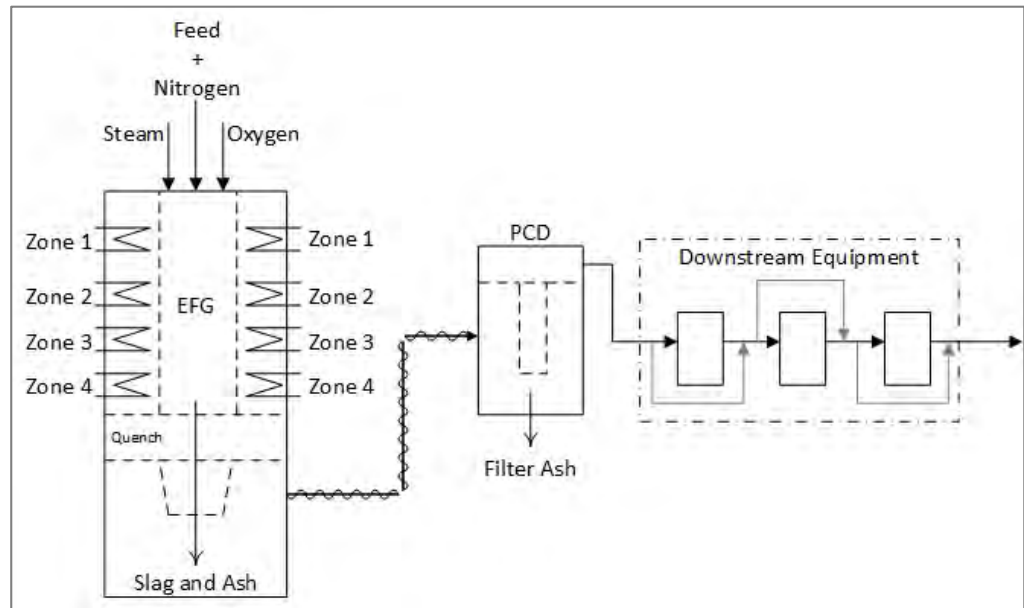 Feed
+
Nitrogen
Steam
Oxygen
Zone 1
Zone 1
Zone 2
EFG
Zone 2
Zone 3
Zone 3
Zone 4
Zone 4
Quench
Slag and Ash
PCD
Filter Ash
Downstream Equipment